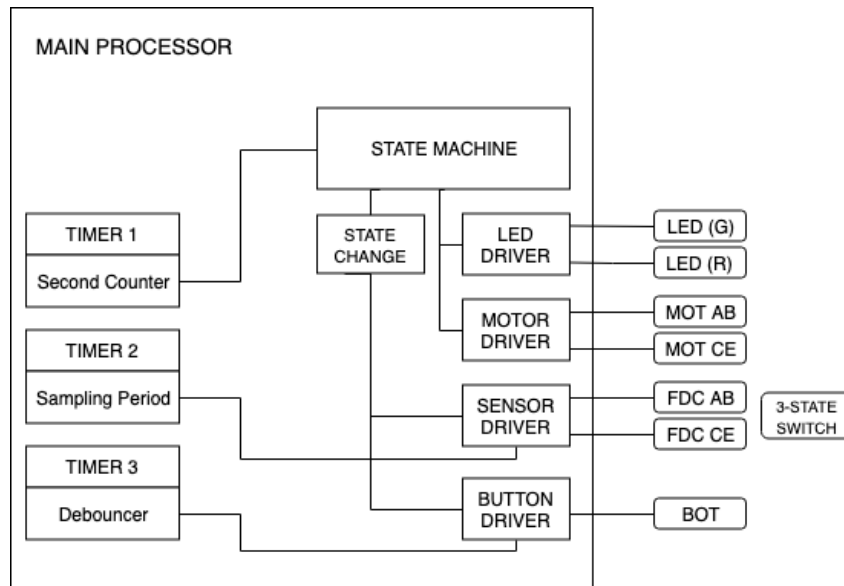 MAIN PROCESSOR
STATE MACHINE
TIMER 1
Second Counter
STATE
CHANGE
LED
DRIVER
LED (G)
LED (R)
MOTOR
DRIVER
MOT AB
MOT CE
TIMER 2
Sampling Period
SENSOR
DRIVER
FDC AB
FDC CE
3-STATE
SWITCH
TIMER 3
Debouncer
BUTTON
DRIVER
BOT